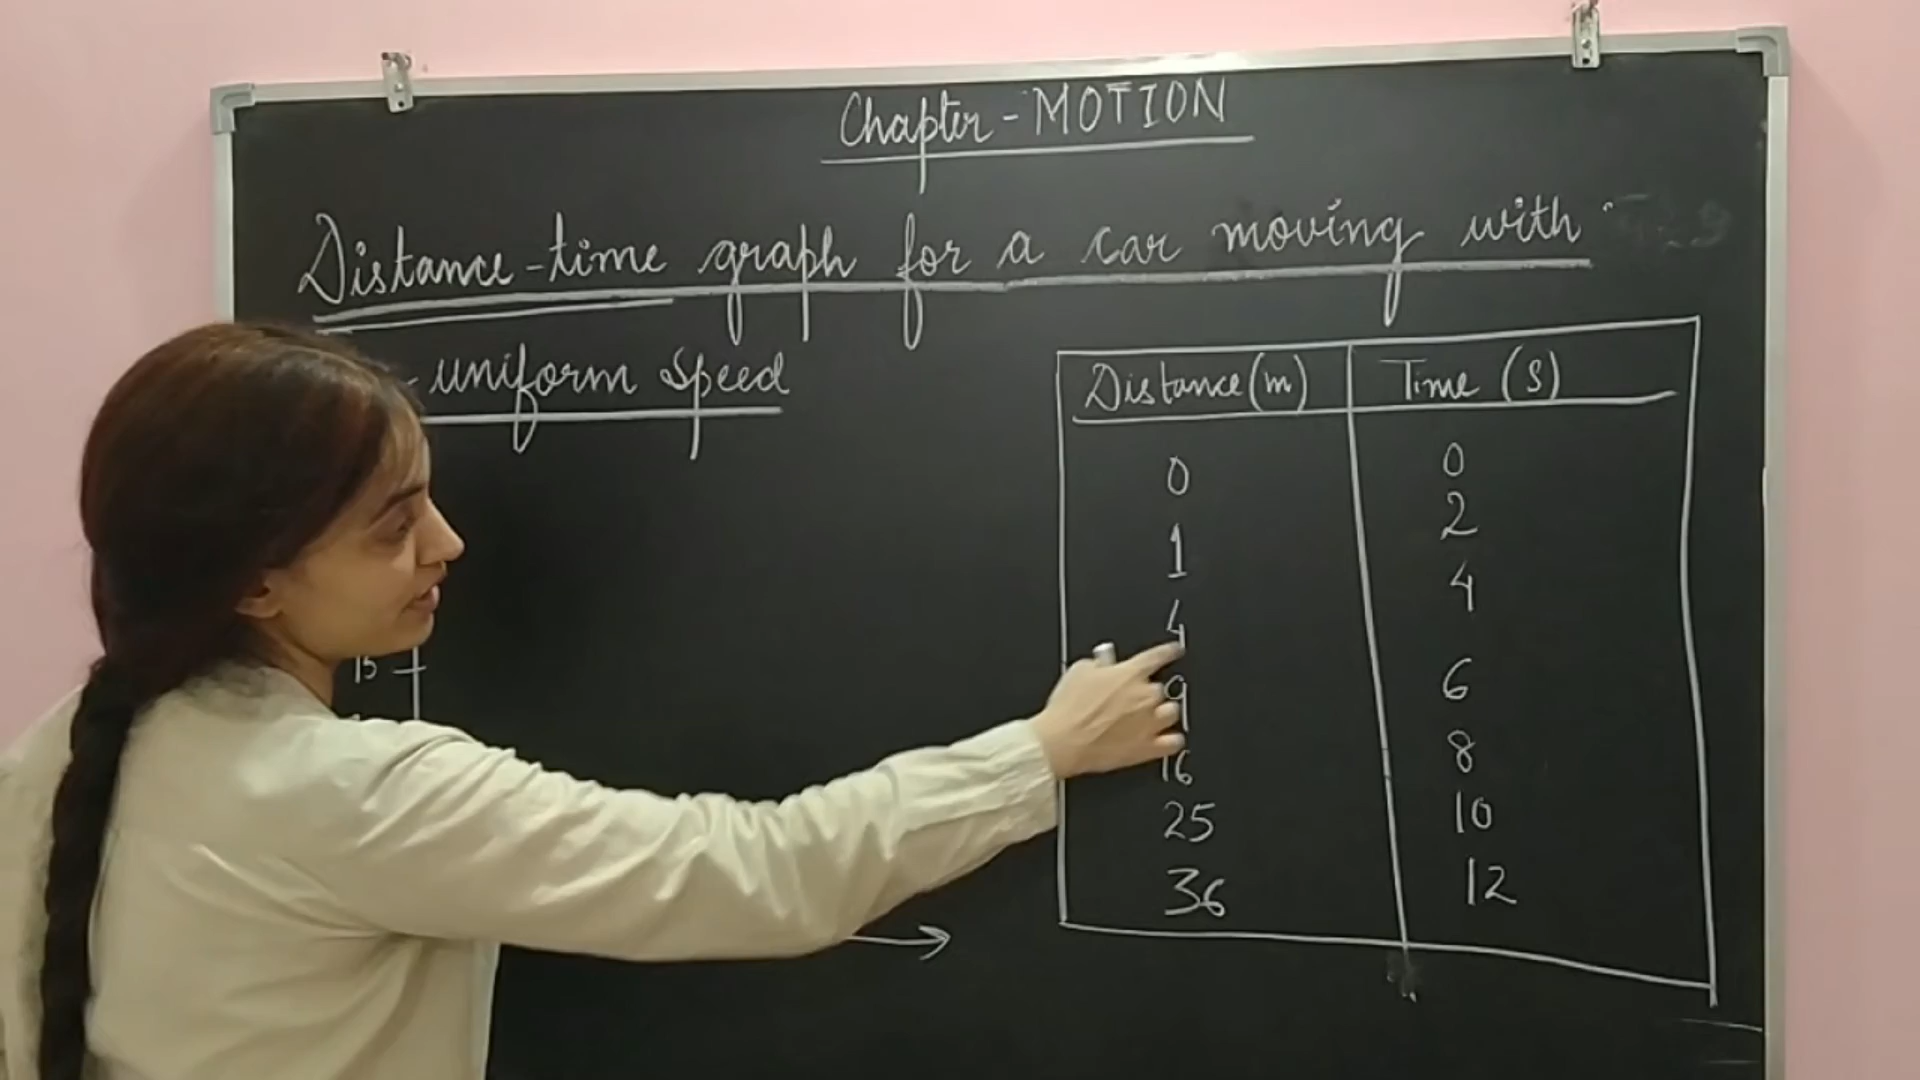 Chapter - MOTION
Distance-time graph for a car moving with
- uniform speed
Distance (m) Time (S)
0 0
1 2
4 4
9 6
16 8
25 10
36 12
15